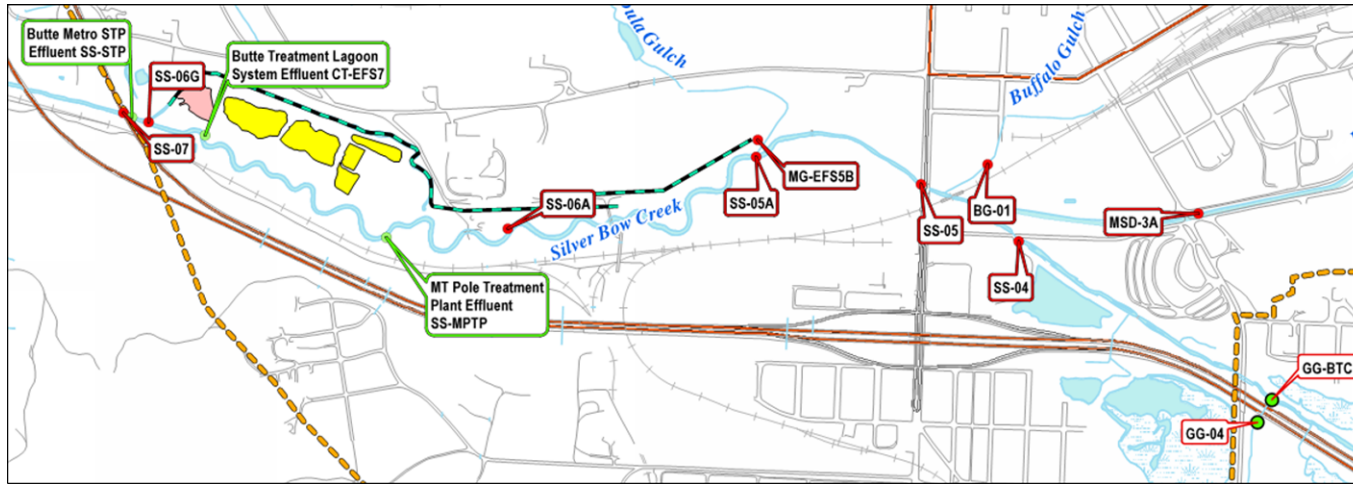 Butte Metro STP
Effluent SS-STP
SS-06G
Butte Treatment Lagoon
System Effluent CT-EFS7
Gulch
Buffalo Gulch
SS-07
MG-EFS5B
SS-05A
SS-06A
Silver Bow Creek
BG-01
SS-05
MSD-3A
SS-04
MT Pole Treatment
Plant Effluent
SS-MPTP
GG-BTC
GG-04